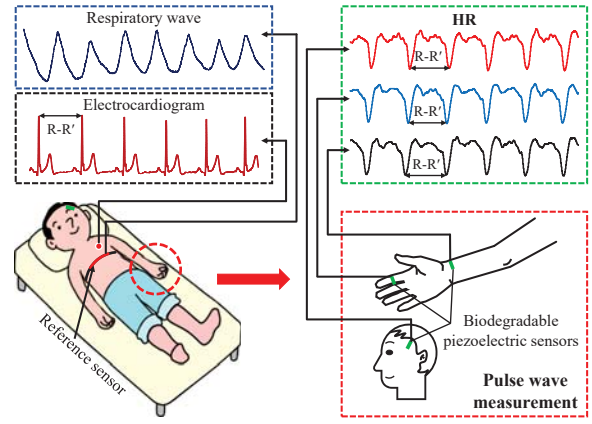 Respiratory wave
Electrocardiogram
R-R′
HR
R-R′
R-R′
R-R′
Reference sensor
Biodegradable
piezoelectric sensors
Pulse wave
measurement